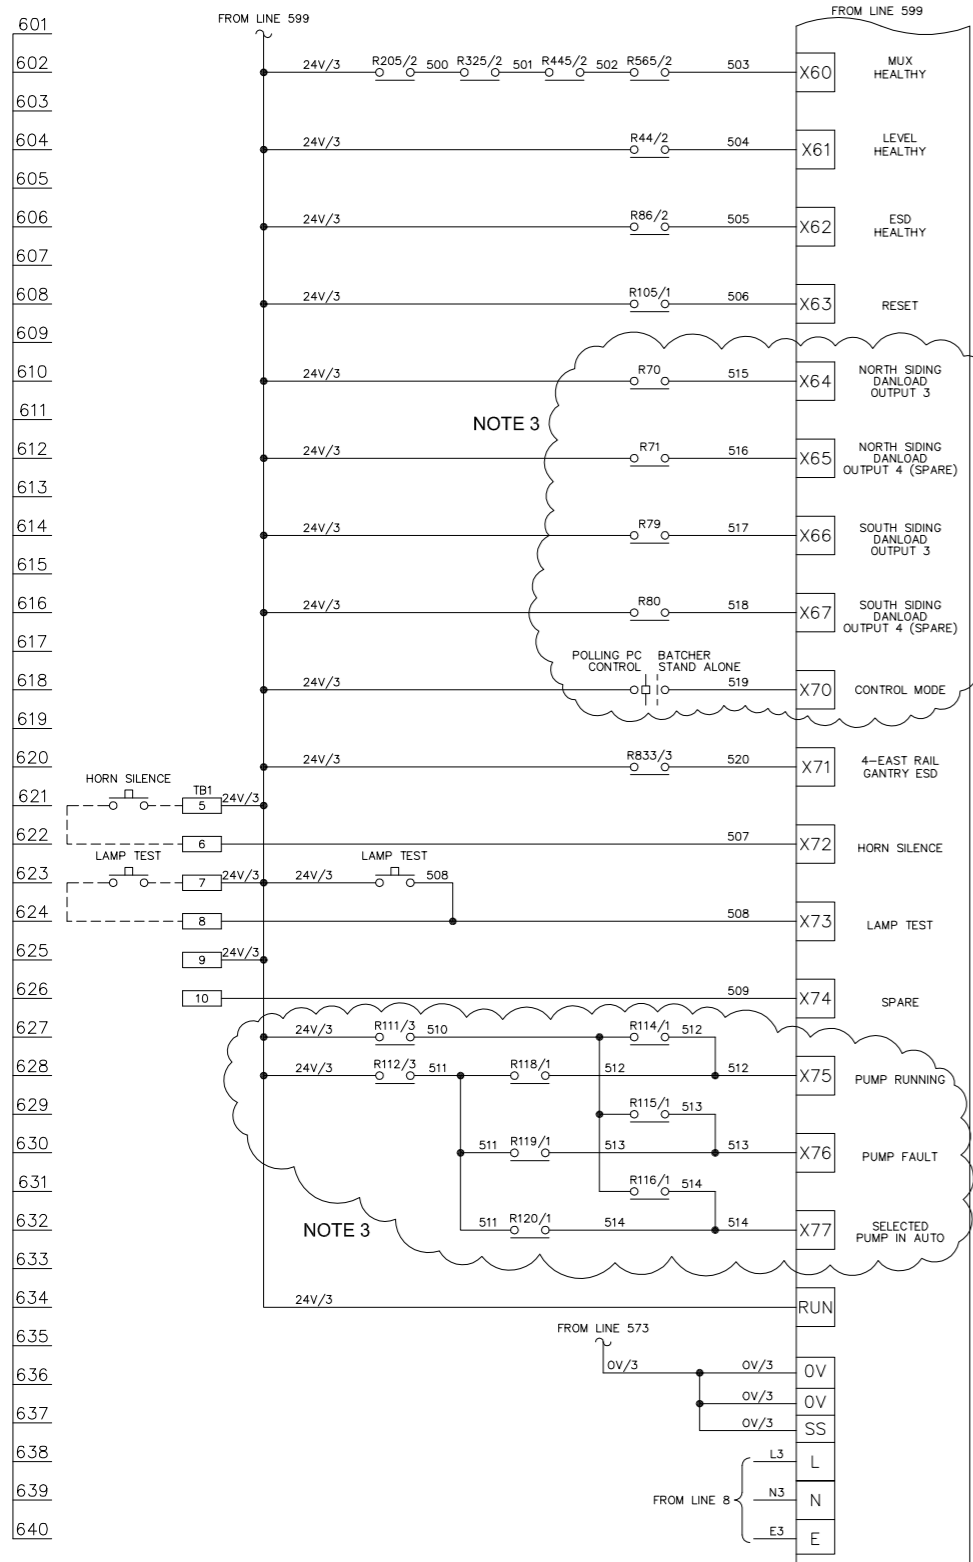 FROM LINE 599
FROM LINE 599
601
602
24V/3 R205/2 500 R325/2 501 R445/2 502 R565/2 503 X60 MUX
HEALTHY
603
604
24V/3 R44/2 504 X61 LEVEL
HEALTHY
605
606
24V/3 R86/2 505 X62 ESD
HEALTHY
607
608
24V/3 R105/1 506 X63 RESET
609
610
24V/3 R70 515 X64 NORTH SIDING
DANLOAD
OUTPUT 3
611
NOTE 3
612
24V/3 R71 516 X65 NORTH SIDING
DANLOAD
OUTPUT 4 (SPARE)
613
614
24V/3 R79 517 X66 SOUTH SIDING
DANLOAD
OUTPUT 3
615
616
24V/3 R80 518 X67 SOUTH SIDING
DANLOAD
OUTPUT 4 (SPARE)
617
POLLING PC
CONTROL
BATCHER
STAND ALONE
618
24V/3 519 X70 CONTROL MODE
619
620
24V/3 R833/3 520 X71 4-EAST RAIL
GANTRY ESD
HORN SILENCE
621
TB1
5 24V/3
622
6 507 X72 HORN SILENCE
LAMP TEST
LAMP TEST
623
7 24V/3 24V/3 508
624
8 508 X73 LAMP TEST
625
9 24V/3
626
10 509 X74 SPARE
627
24V/3 R111/3 510 R114/1 512
628
24V/3 R112/3 511 R118/1 512 512 X75 PUMP RUNNING
629
R115/1 513
630
511 R119/1 513 513 X76 PUMP FAULT
631
R116/1 514
NOTE 3
632
511 R120/1 514 514 X77 SELECTED
PUMP IN AUTO
633
634
24V/3 RUN
635
FROM LINE 573
636
0V/3 0V/3 0V
637
0V/3 0V
0V/3 SS
638
L3 L
639
FROM LINE 8 N3 N
640
E3 E